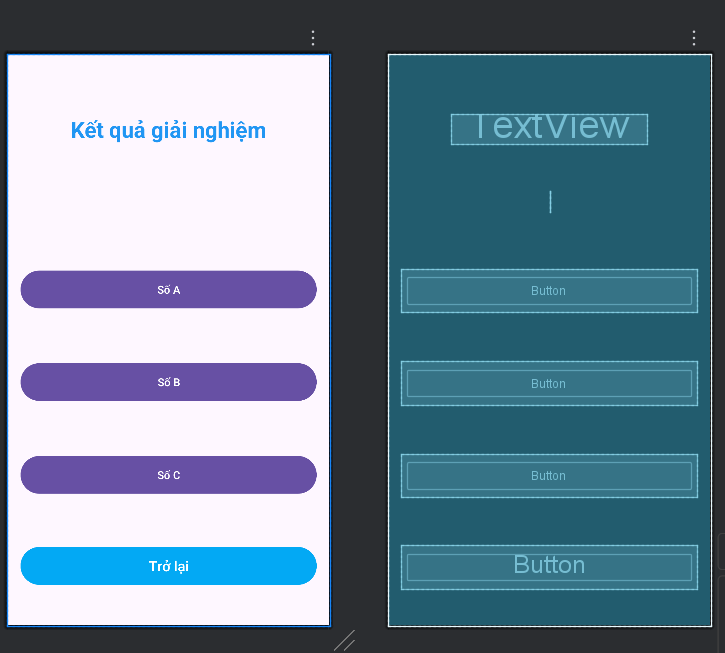 Kết quả giải nghiệm
Số A
Số B
Số C
Trở lại
TextView
Button
Button
Button
Button